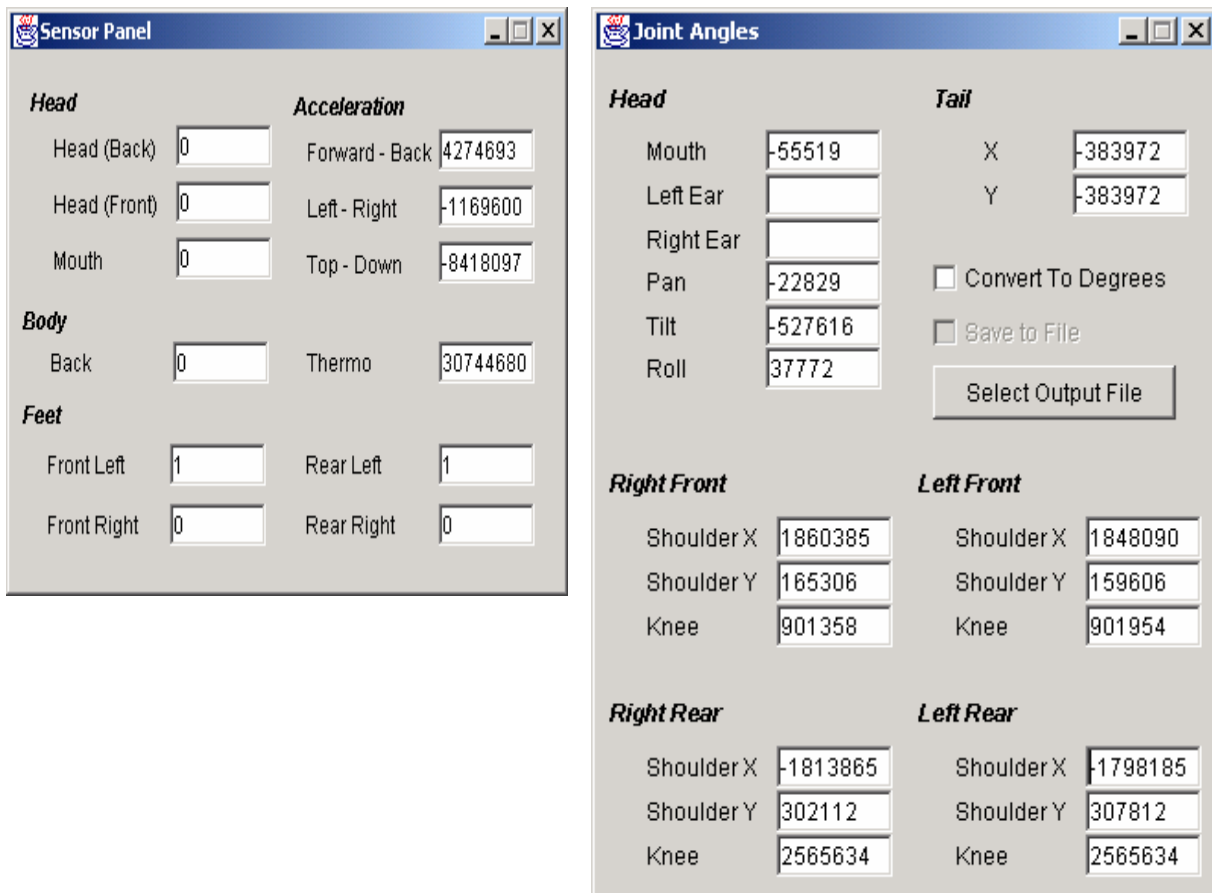 Sensor Panel
Head
Acceleration
Head (Back) 0
Forward - Back 4274693
Head (Front) 0
Left - Right -1169600
Mouth 0
Top - Down -8418097
Body
Back 0
Thermo 30744680
Feet
Front Left 1
Rear Left 1
Front Right 0
Rear Right 0
Joint Angles
Head
Tail
Mouth -55519
X -383972
Left Ear
Y -383972
Right Ear
Pan -22829
Convert To Degrees
Tilt -527616
Save to File
Roll 37772
Select Output File
Right Front
Left Front
Shoulder X 1860385
Shoulder X 1848090
Shoulder Y 165306
Shoulder Y 159606
Knee 901358
Knee 901954
Right Rear
Left Rear
Shoulder X -1813865
Shoulder X -1798185
Shoulder Y 302112
Shoulder Y 307812
Knee 2565634
Knee 2565634